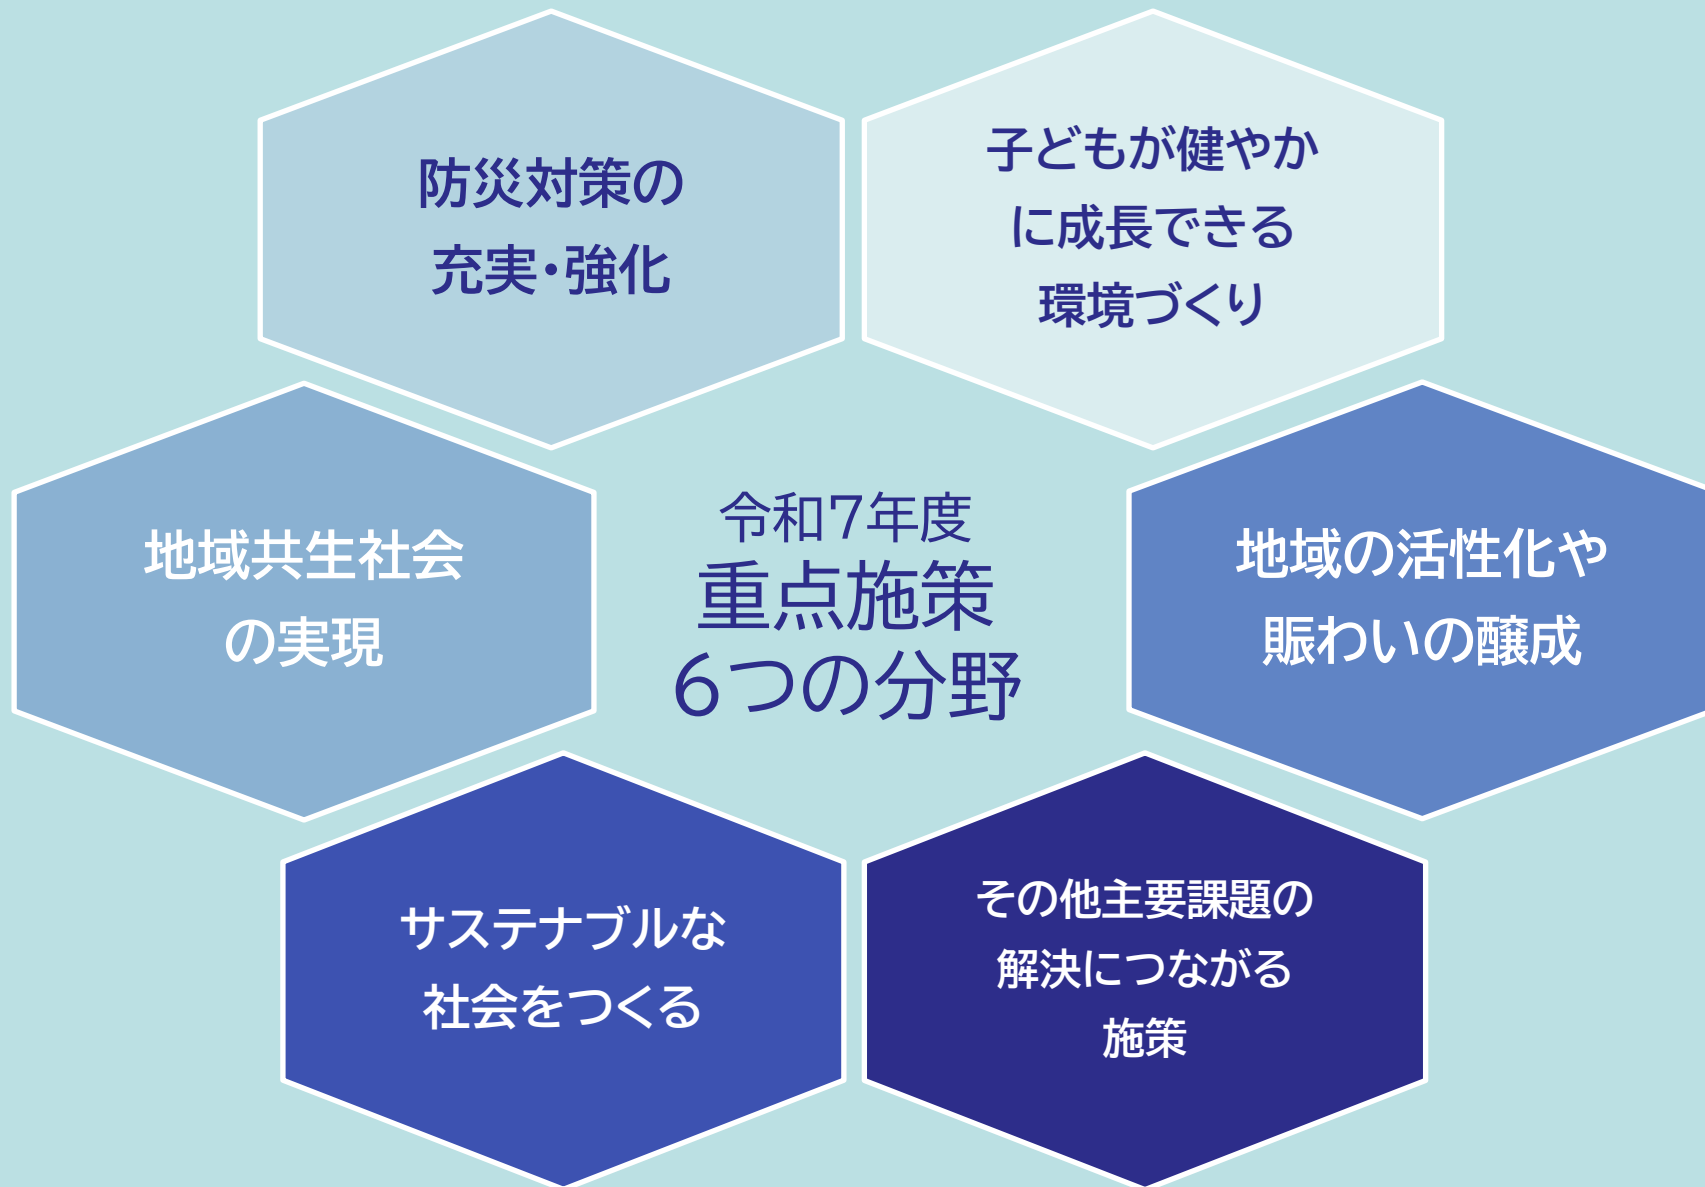 防災対策の
充実・強化
子どもが健やか
に成長できる
環境づくり
地域共生社会
の実現
令和7年度
重点施策
6つの分野
地域の活性化や
賑わいの醸成
サステナブルな
社会をつくる
その他主要課題の
解決につながる
施策